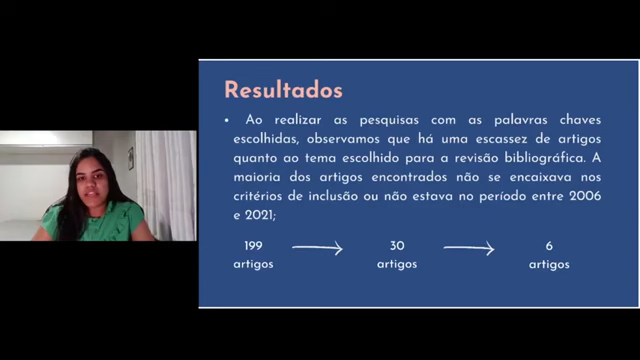 Resultados
• Ao realizar as pesquisas com as palavras chaves
escolhidas, observamos que há uma escassez de artigos
quanto ao tema escolhido para a revisão bibliográfica. A
maioria dos artigos encontrados não se encaixava nos
critérios de inclusão ou não estava no período entre 2006
e 2021;
199 30 6
artigos artigos artigos